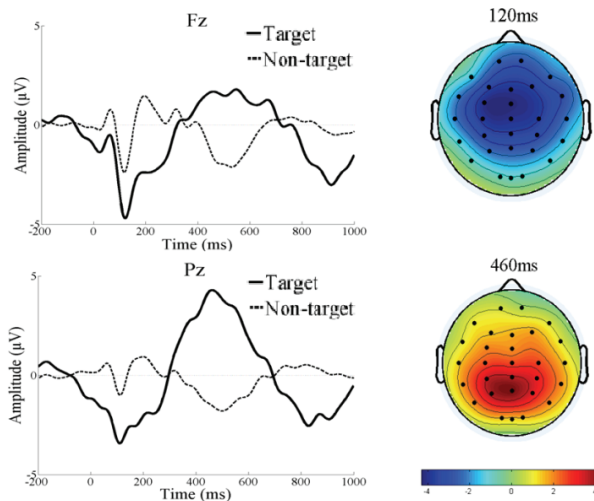 Fz
Target
Non-target
Amplitude (μV)
5
0
-5
-200 0 200 400 600 800 1000
Time (ms)
120ms
Pz
Target
Non-target
Amplitude (μV)
5
0
-5
-200 0 200 400 600 800 1000
Time (ms)
460ms
-4 -2 0 2 4